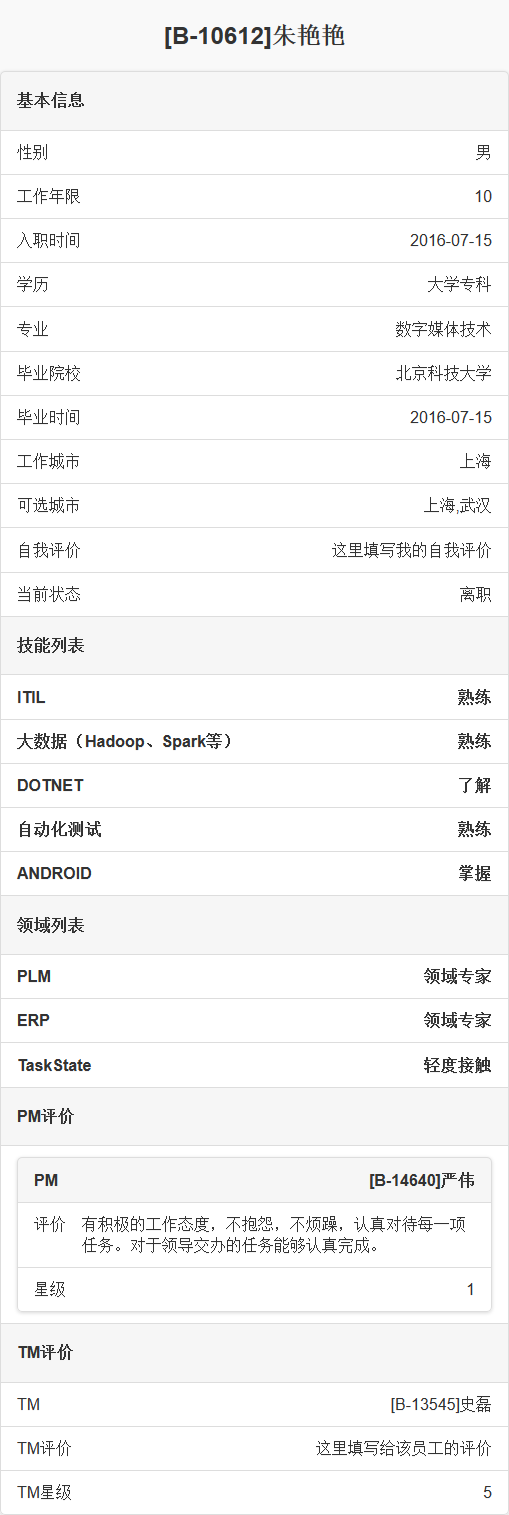 [B-10612]朱艳艳
基本信息
性别 男
工作年限 10
入职时间 2016-07-15
学历 大学专科
专业 数字媒体技术
毕业院校 北京科技大学
毕业时间 2016-07-15
工作城市 上海
可选城市 上海,武汉
自我评价 这里填写我的自我评价
当前状态 离职
技能列表
ITIL 熟练
大数据（Hadoop、Spark等） 熟练
DOTNET 了解
自动化测试 熟练
ANDROID 掌握
领域列表
PLM 领域专家
ERP 领域专家
TaskState 轻度接触
PM评价
PM [B-14640]严伟
评价 有积极的工作态度，不抱怨，不烦躁，认真对待每一项
任务。对于领导交办的任务能够认真完成。
星级 1
TM评价
TM [B-13545]史磊
TM评价 这里填写给该员工的评价
TM星级 5